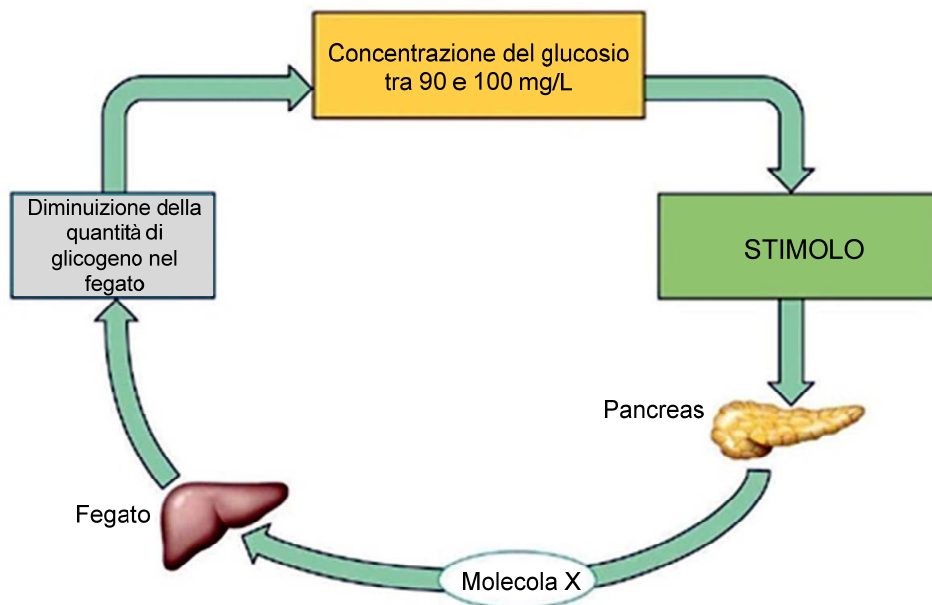 Concentrazione del glucosio
tra 90 e 100 mg/L
Diminuizione della
quantità di
glicogeno nel
fegato
STIMOLO
Pancreas
Fegato
Molecola X